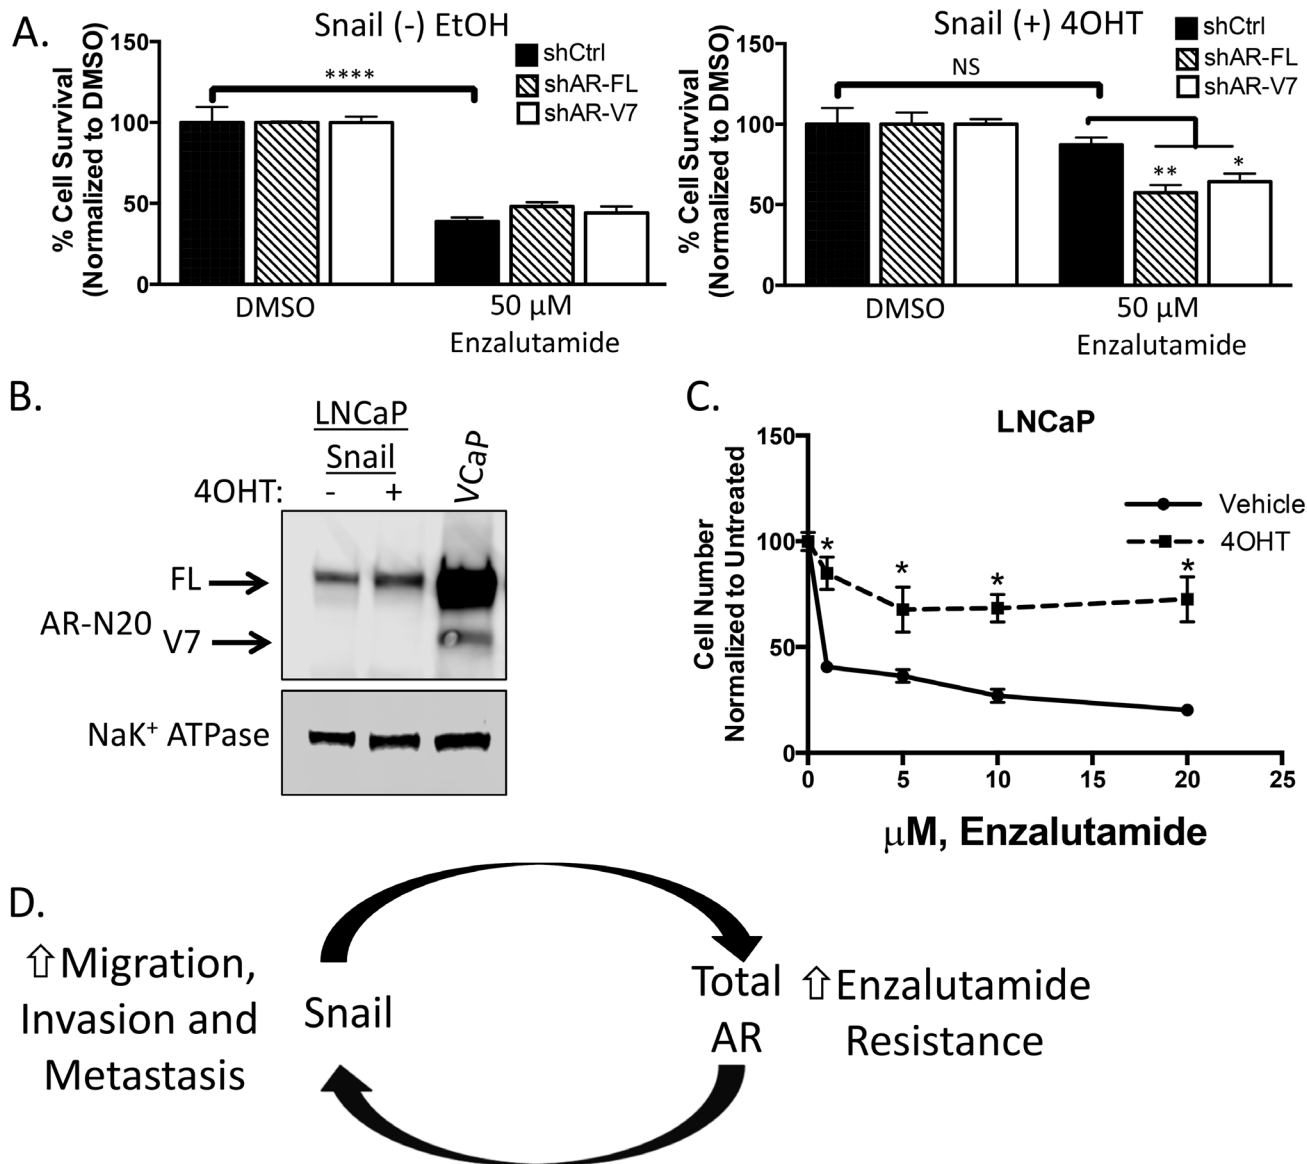 A.
Snail (-) EtOH
% Cell Survival
(Normalized to DMSO)
150
100
50
0
****
shCtrl
shAR-FL
shAR-V7
DMSO
50 μM
Enzalutamide
Snail (+) 4OHT
% Cell Survival
(Normalized to DMSO)
150
100
50
0
NS
**
*
shCtrl
shAR-FL
shAR-V7
DMSO
50 μM
Enzalutamide
B.
LNCaP
Snail
VCaP
4OHT: - +
FL
AR-N20
V7
NaK⁺ ATPase
C.
LNCaP
Cell Number
Normalized to Untreated
150
100
50
0
* * * *
Vehicle
4OHT
0 5 10 15 20 25
μM, Enzalutamide
D.
⇧Migration,
Invasion and
Metastasis
Snail
Total
AR
⇧Enzalutamide
Resistance